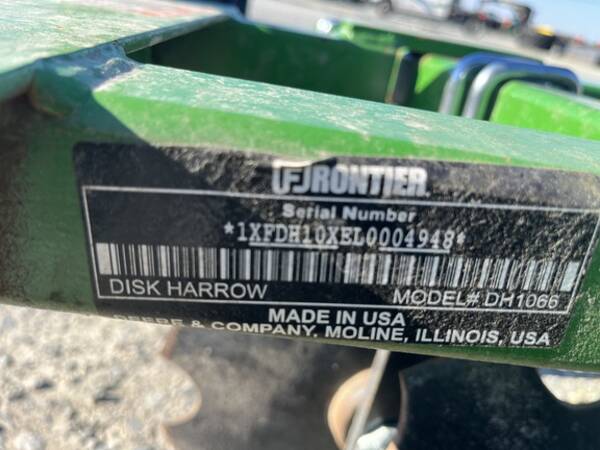 FRONTIER
Serial Number
*1XFDH10XEL0004948*
DISK HARROW MODEL# DH1066
MADE IN USA
DEERE & COMPANY, MOLINE, ILLINOIS, USA